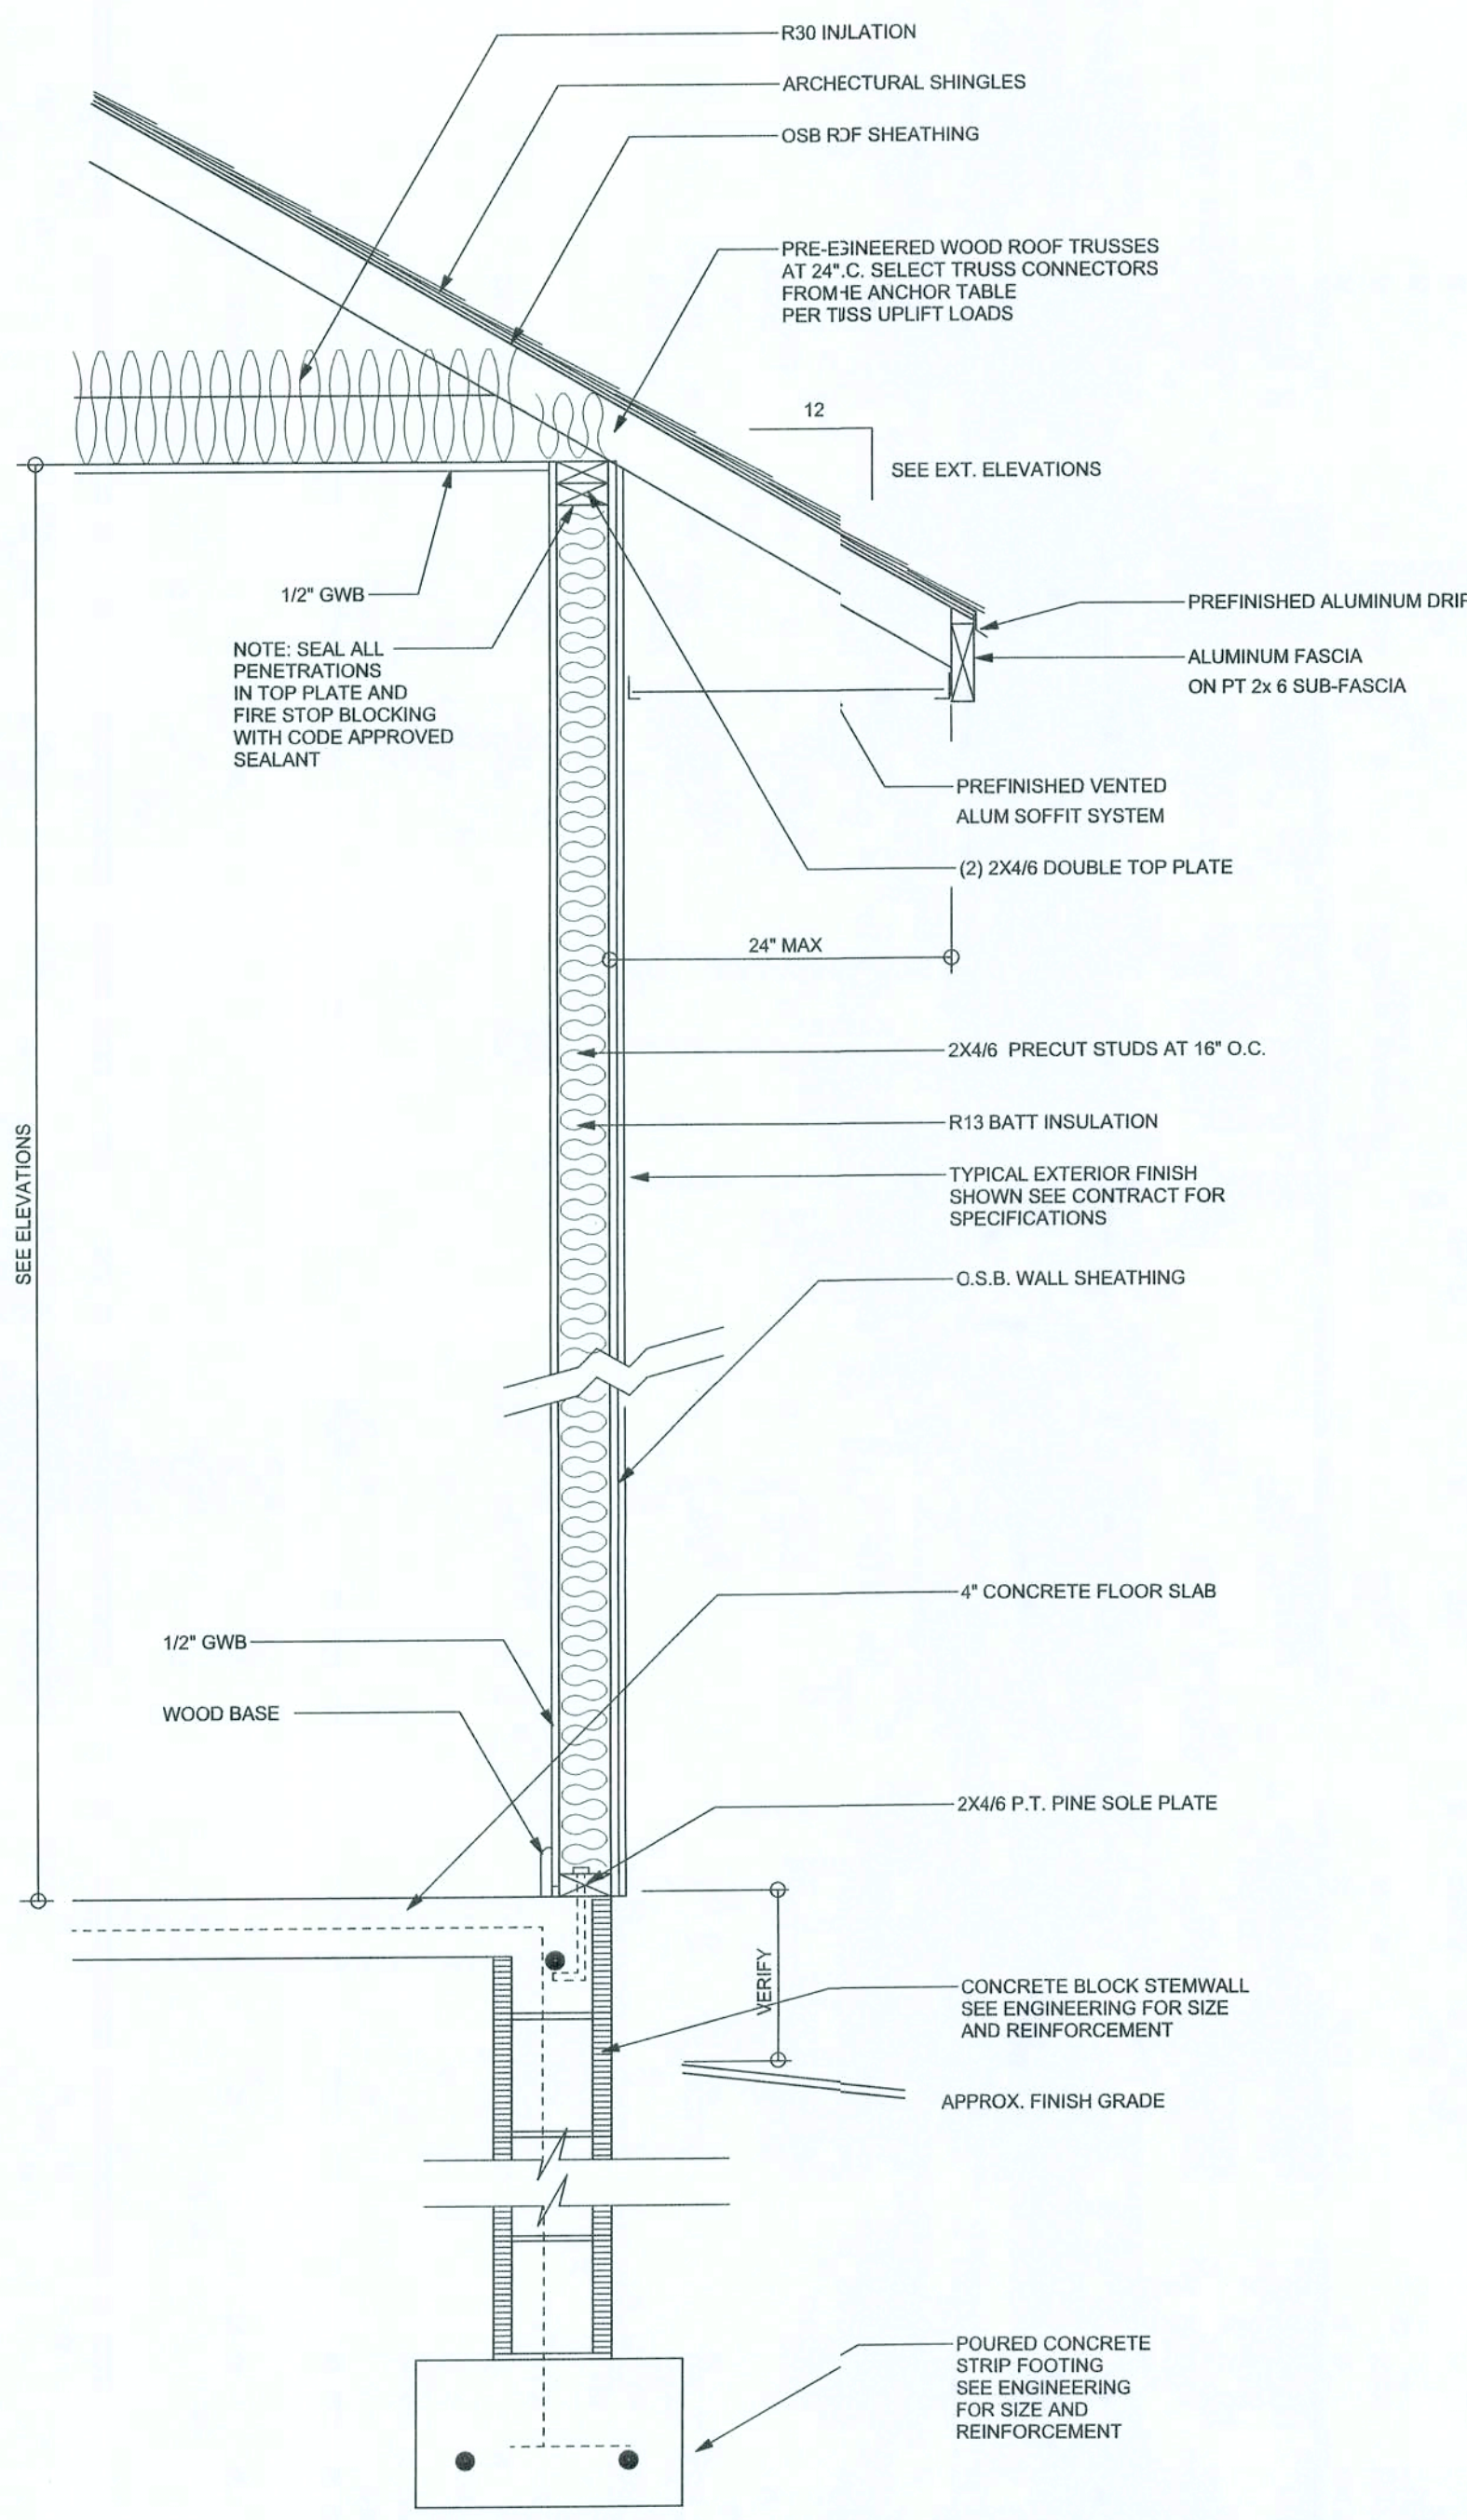 R30 INJLATION
ARCHECTURAL SHINGLES
OSB ROF SHEATHING
PRE-EGINEERED WOOD ROOF TRUSSES
AT 24".C. SELECT TRUSS CONNECTORS
FROM HE ANCHOR TABLE
PER TUSS UPLIFT LOADS
12
SEE EXT. ELEVATIONS
1/2" GWB
PREFINISHED ALUMINUM DRIP
NOTE: SEAL ALL
PENETRATIONS
IN TOP PLATE AND
FIRE STOP BLOCKING
WITH CODE APPROVED
SEALANT
ALUMINUM FASCIA
ON PT 2x 6 SUB-FASCIA
PREFINISHED VENTED
ALUM SOFFIT SYSTEM
(2) 2X4/6 DOUBLE TOP PLATE
24" MAX
2X4/6 PRECUT STUDS AT 16" O.C.
R13 BATT INSULATION
TYPICAL EXTERIOR FINISH
SHOWN SEE CONTRACT FOR
SPECIFICATIONS
SEE ELEVATIONS
O.S.B. WALL SHEATHING
4" CONCRETE FLOOR SLAB
1/2" GWB
WOOD BASE
2X4/6 P.T. PINE SOLE PLATE
VERIFY
CONCRETE BLOCK STEMWALL
SEE ENGINEERING FOR SIZE
AND REINFORCEMENT
APPROX. FINISH GRADE
POURED CONCRETE
STRIP FOOTING
SEE ENGINEERING
FOR SIZE AND
REINFORCEMENT